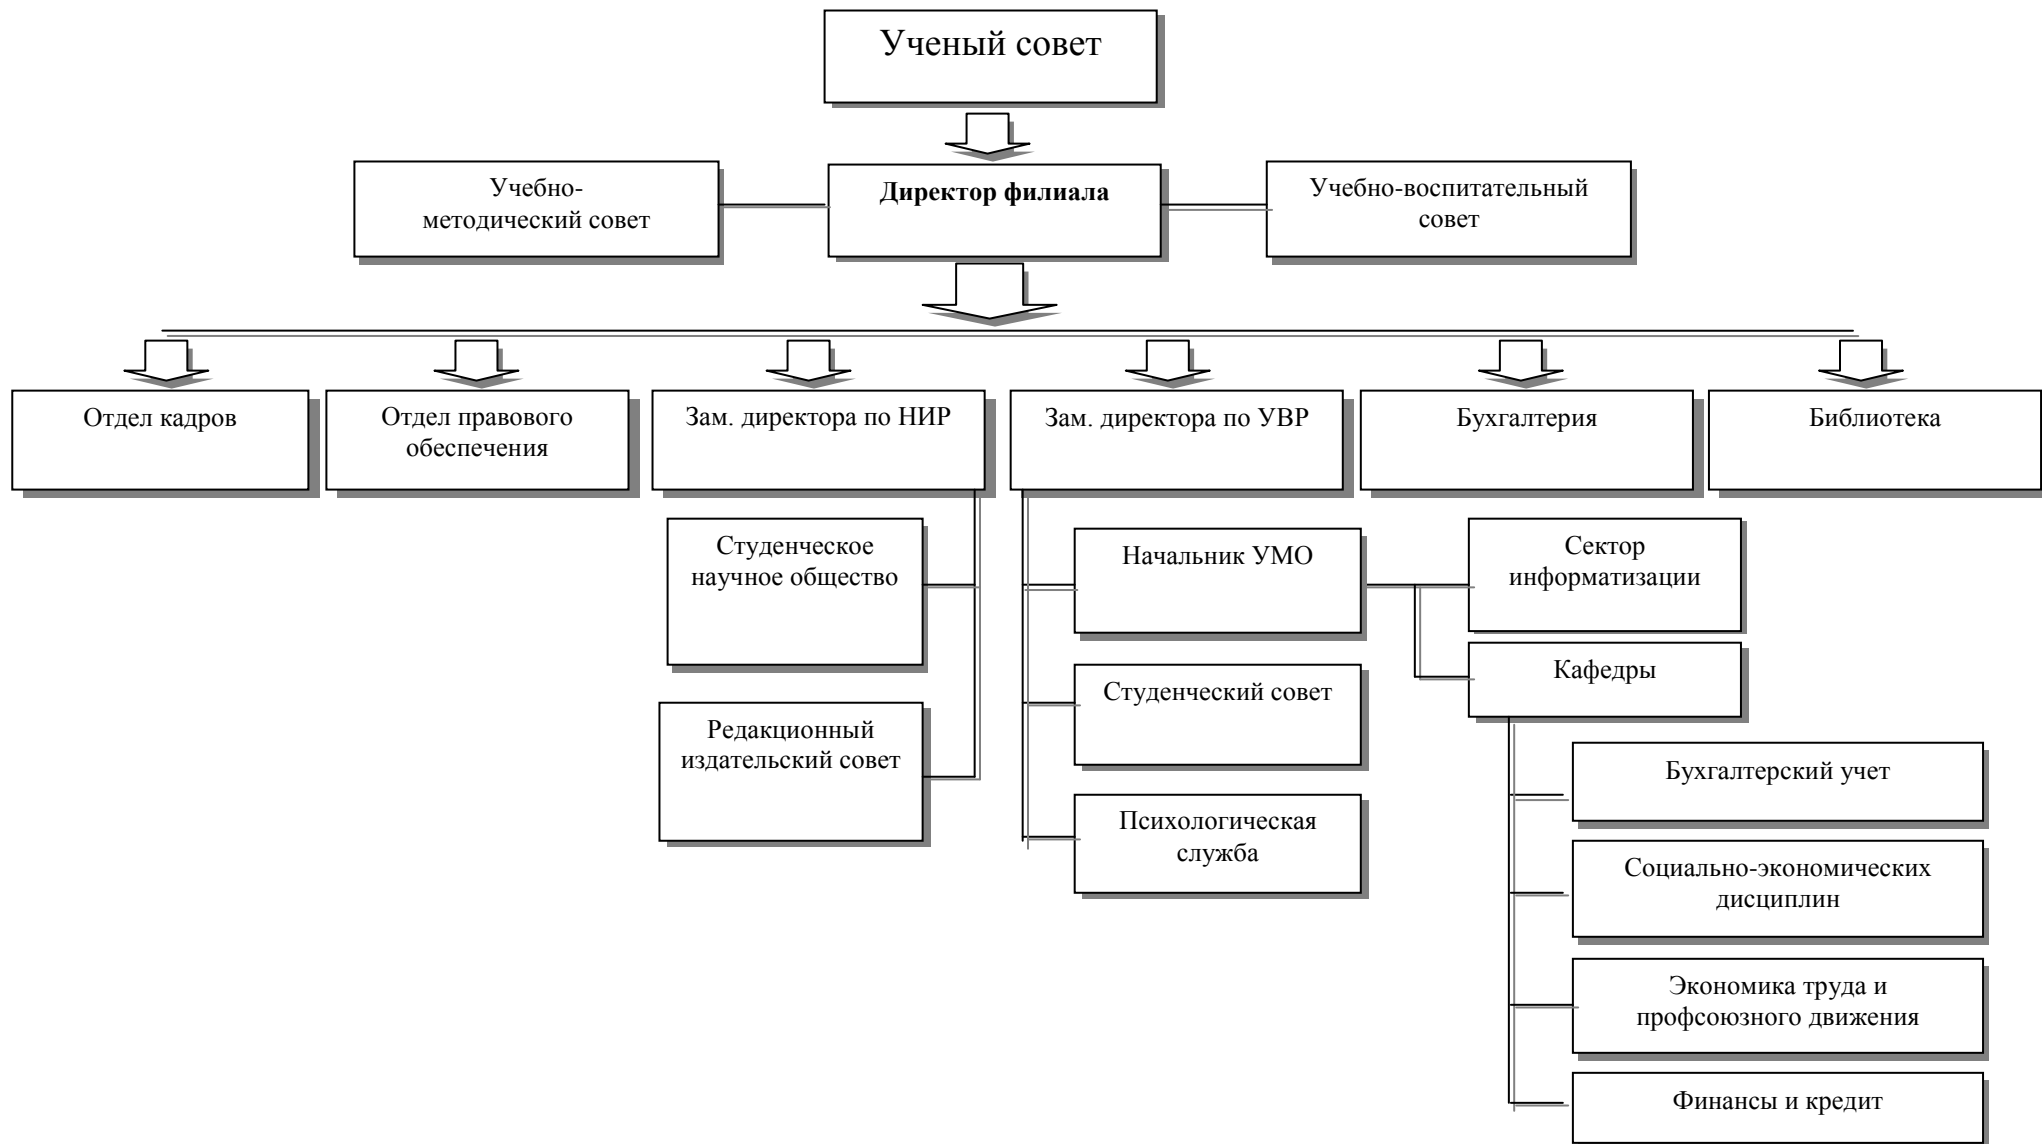 Ученый совет
Учебно-
методический совет
Директор филиала
Учебно-воспитательный
совет
Отдел кадров
Отдел правового
обеспечения
Зам. директора по НИР
Зам. директора по УВР
Бухгалтерия
Библиотека
Студенческое
научное общество
Редакционный
издательский совет
Начальник УМО
Студенческий совет
Психологическая
служба
Сектор
информатизации
Кафедры
Бухгалтерский учет
Социально-экономических
дисциплин
Экономика труда и
профсоюзного движения
Финансы и кредит